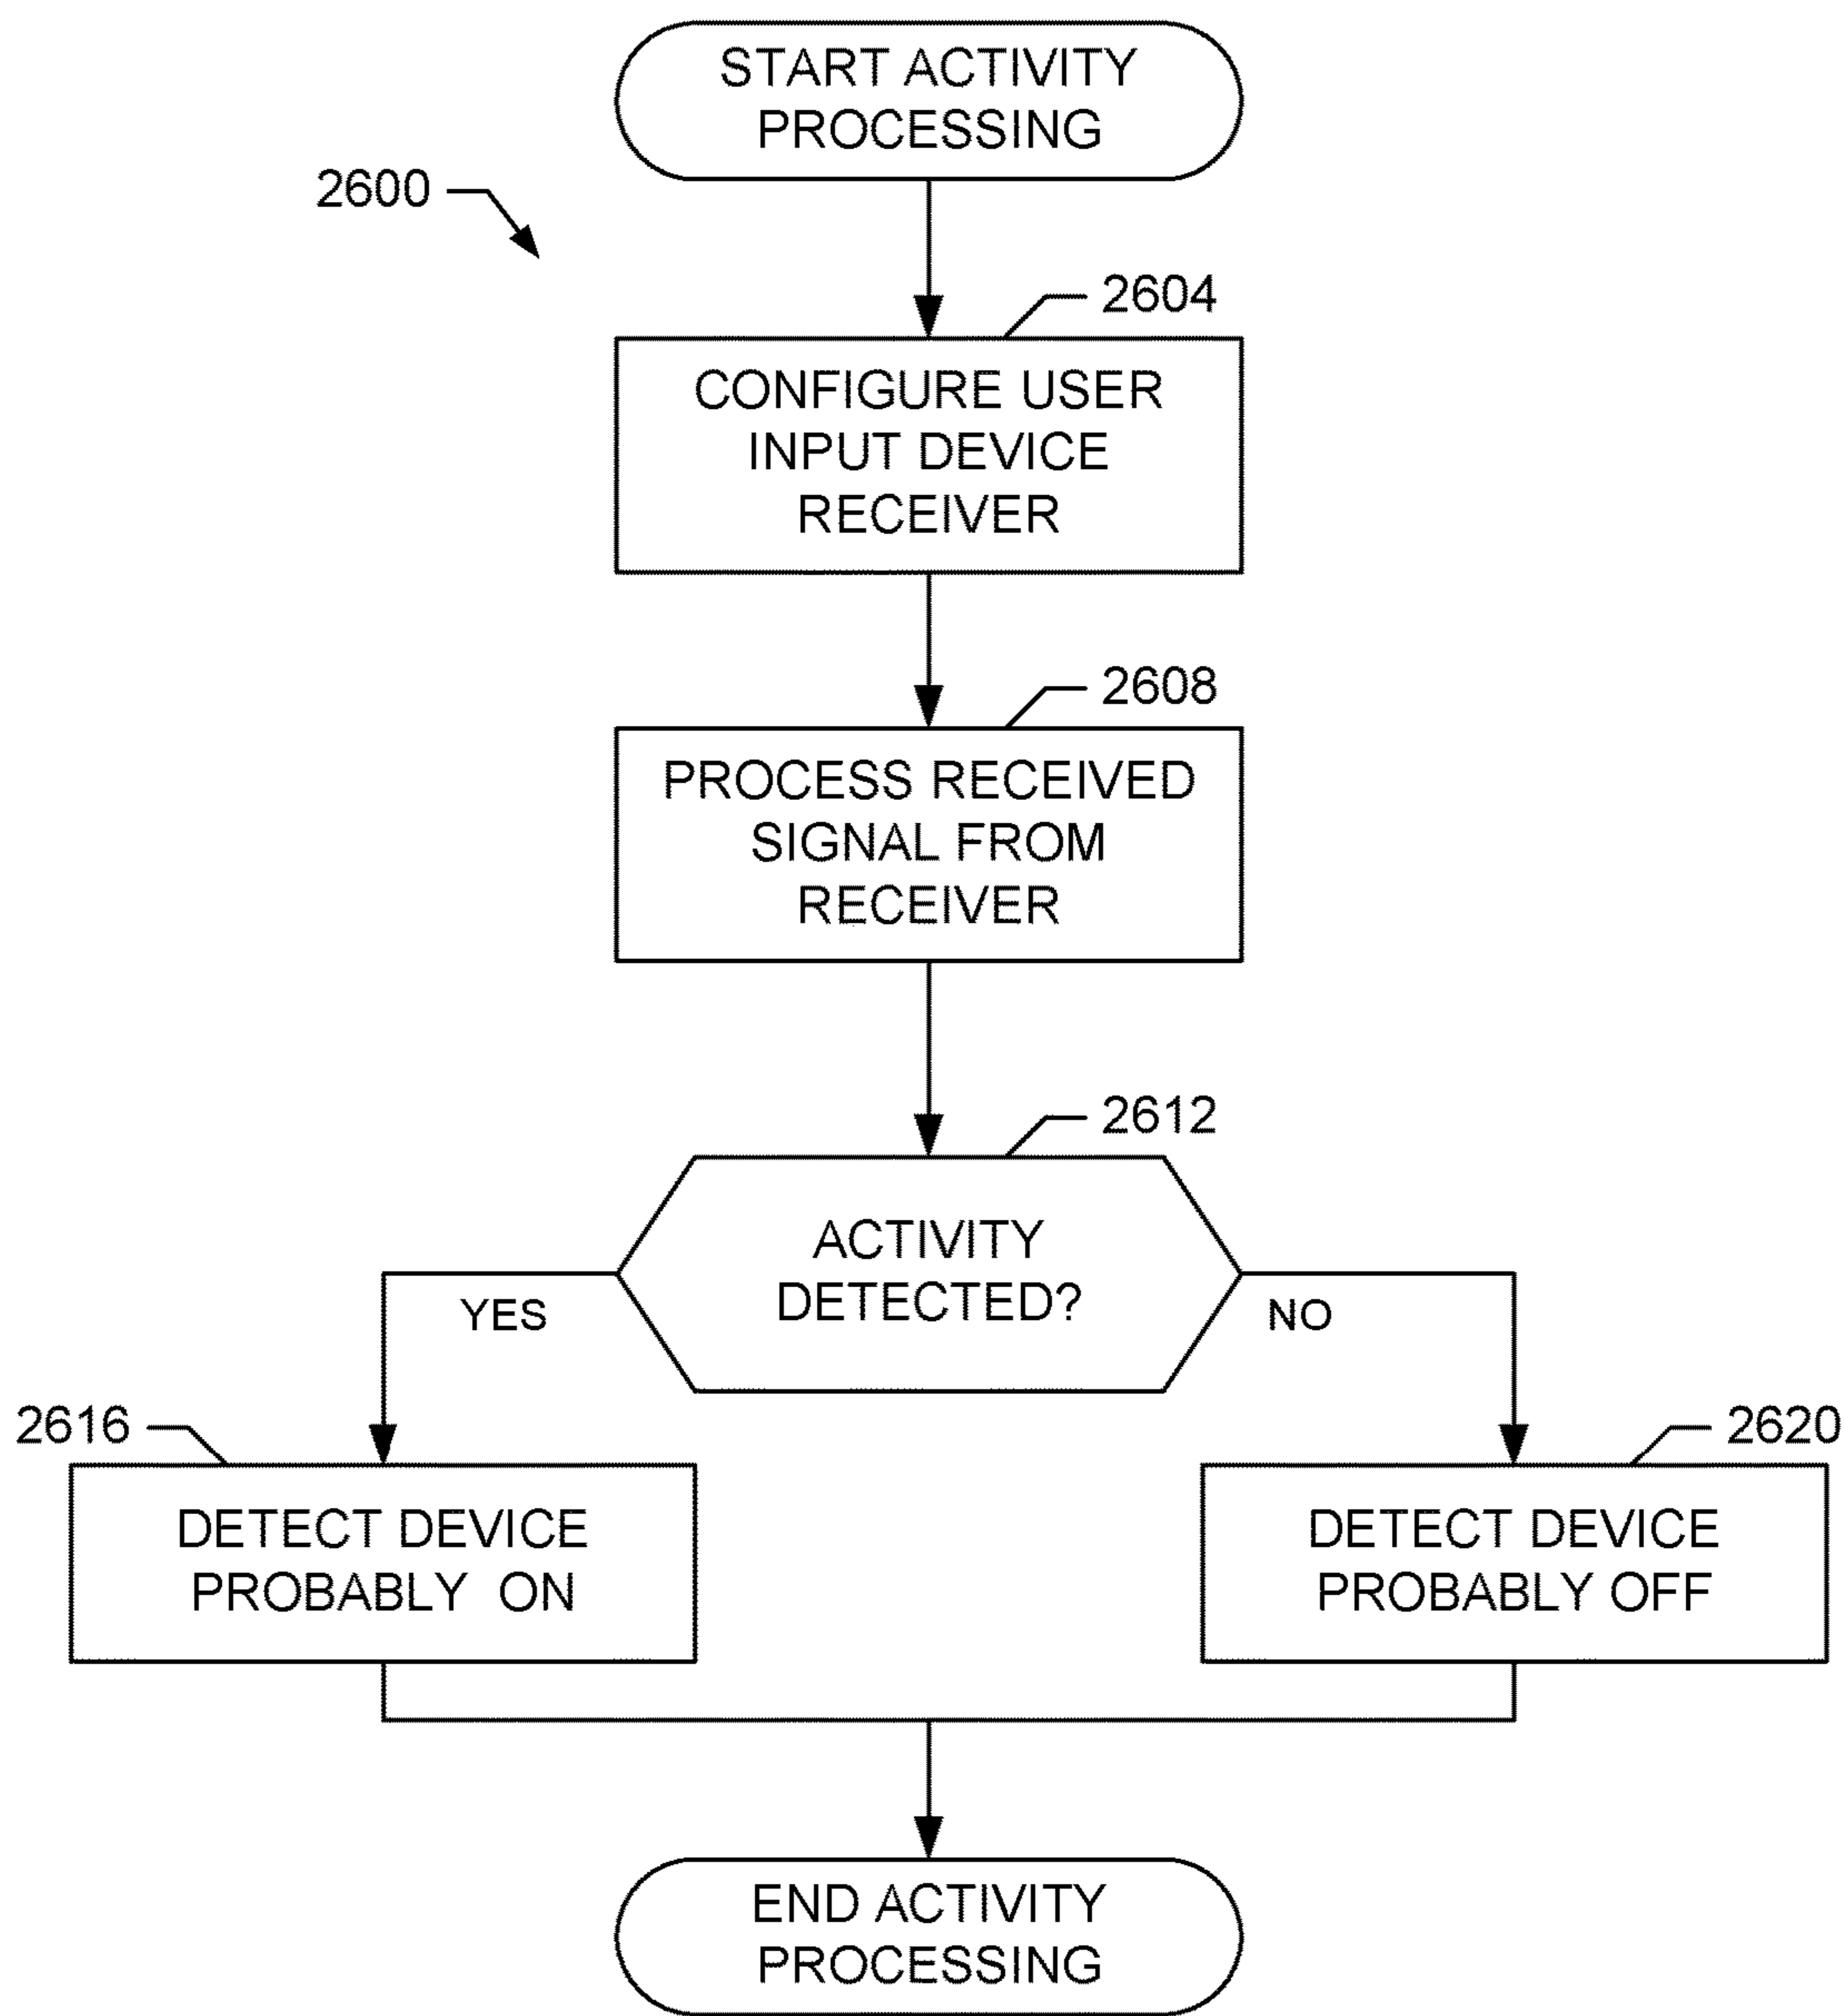 START ACTIVITY
PROCESSING
2600
2604
CONFIGURE USER
INPUT DEVICE
RECEIVER
2608
PROCESS RECEIVED
SIGNAL FROM
RECEIVER
2612
ACTIVITY
DETECTED?
YES
NO
2616
2620
DETECT DEVICE
PROBABLY ON
DETECT DEVICE
PROBABLY OFF
END ACTIVITY
PROCESSING